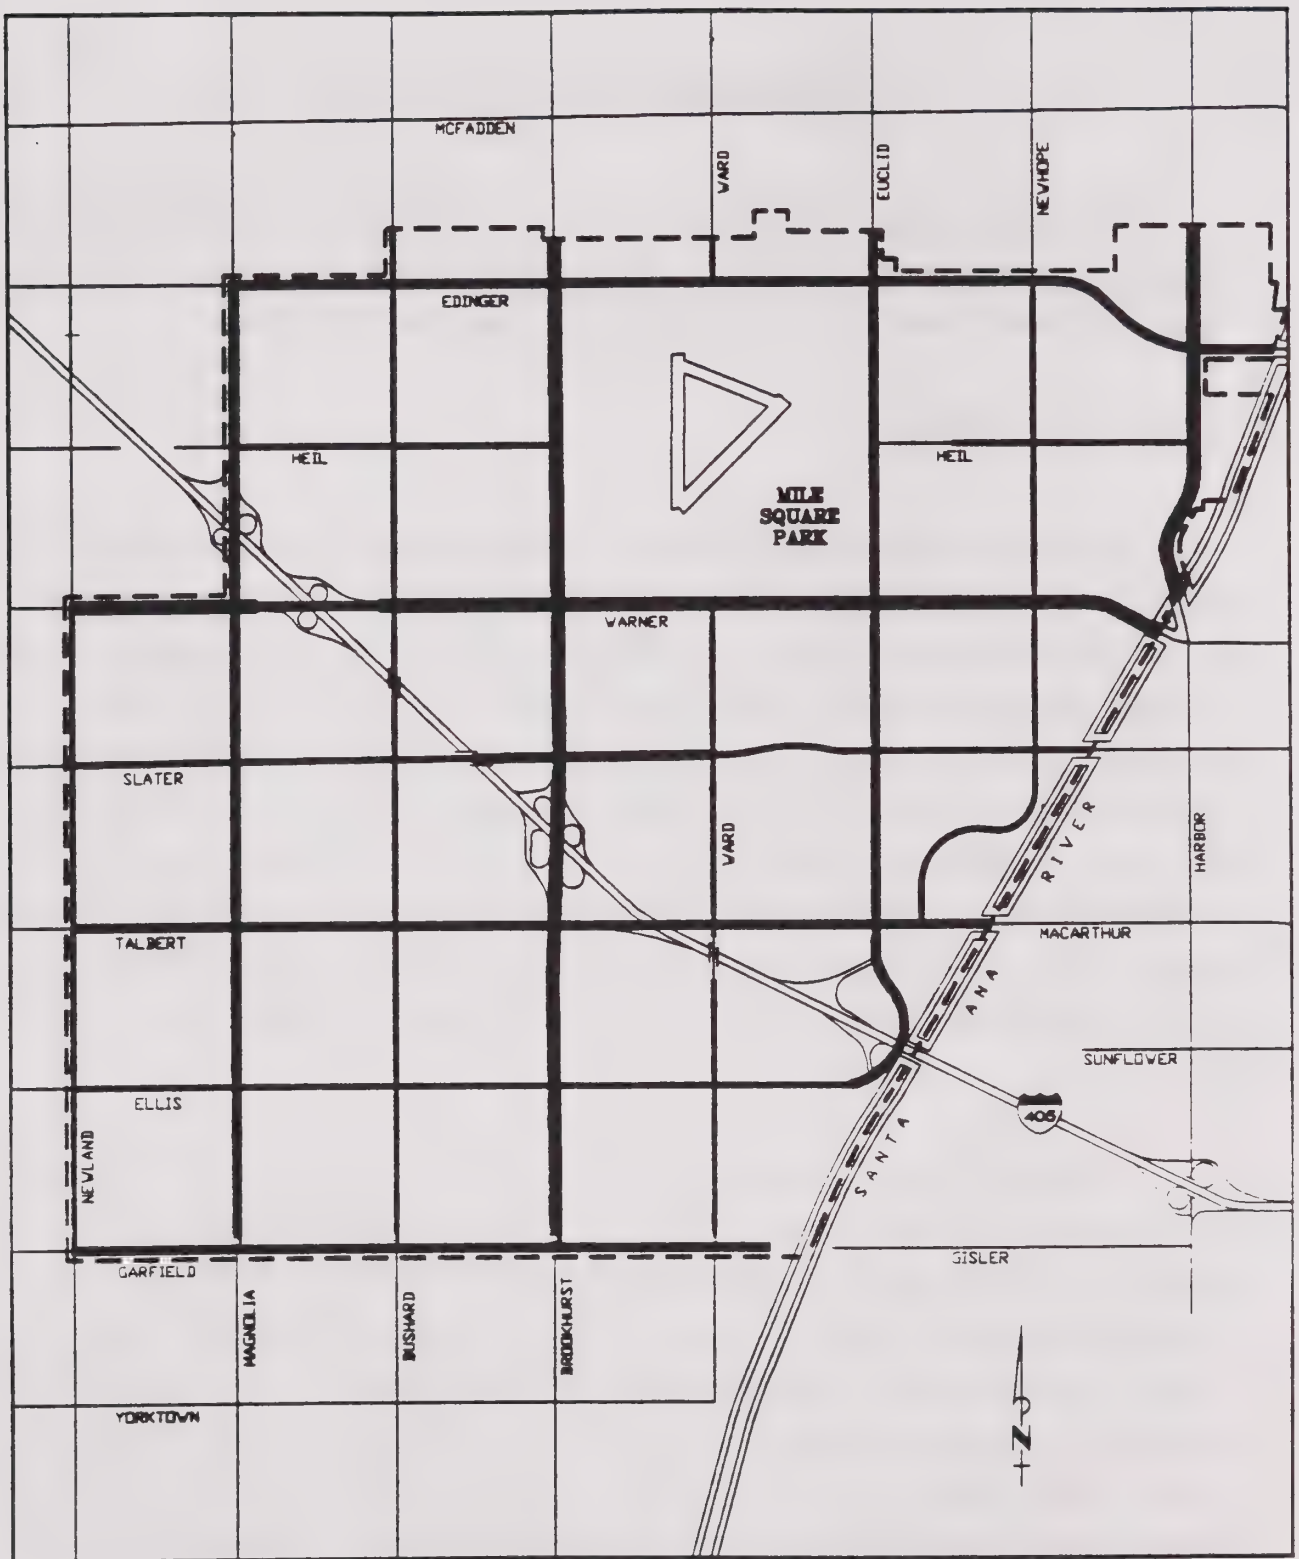 MCFADDEN
WARD
EUCLID
NEWHOPE
EDINGER
HEIL
HEIL
MILE
SQUARE
PARK
WARNER
SLATER
WARD
RIVER
HARBOR
TALBERT
MACARTHUR
ANA
SUNFLOWER
ELLIS
405
SANTA
NEWLAND
GARFIELD
GISLER
MAGNOLIA
BUSHARD
BROOKHURST
YORKTOWN
N